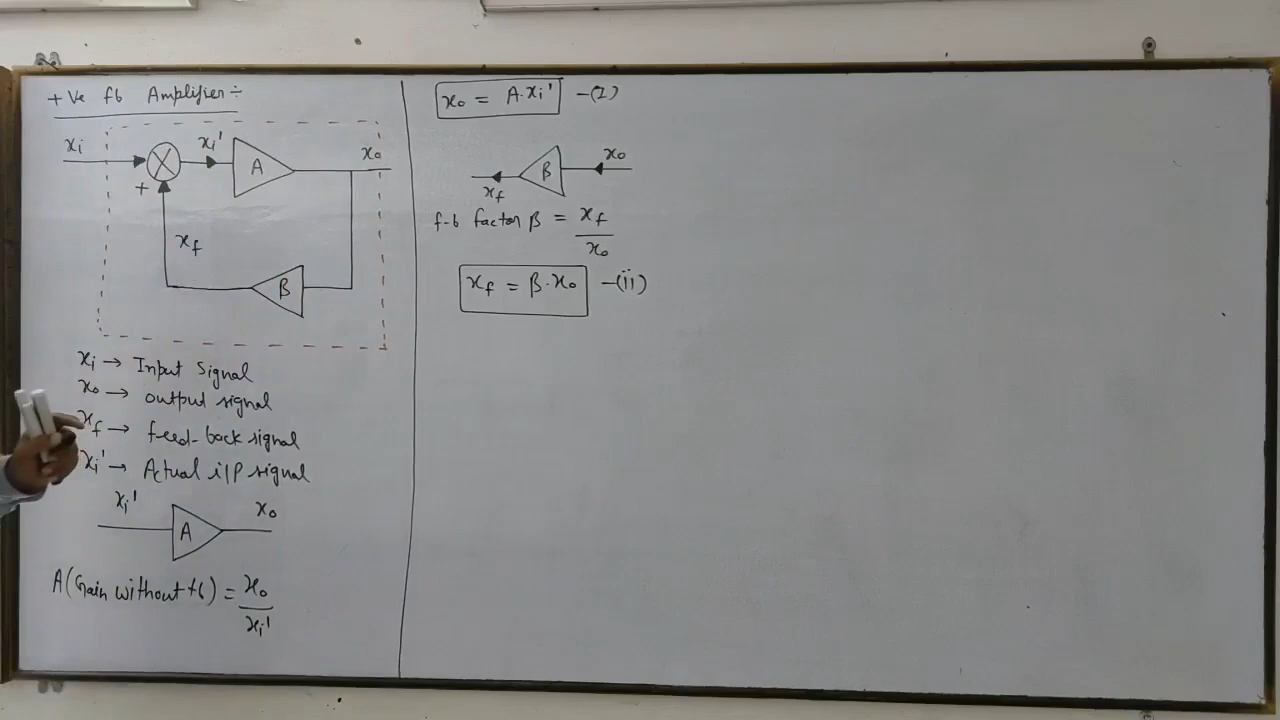 +Ve fb Amplifier÷
xi
xi'
A
xo
+
xf
β
xi → Input Signal
xo → output signal
xf → feed-back signal
xi' → Actual i/P signal
xi'
A
xo
A(Gain without fb) = xo/xi'
xo = A·xi' -(I)
β
xo
xf
f-b factor β = xf/xo
xf = β·xo -(ii)